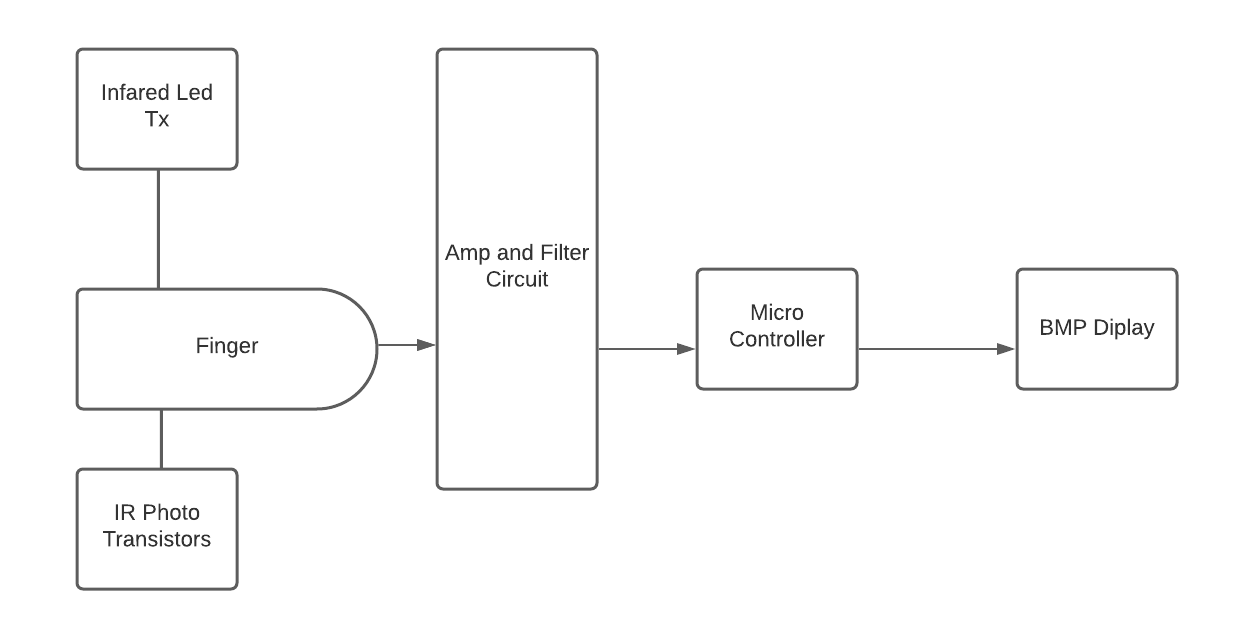 Infared Led
Tx
Finger
IR Photo
Transistors
Amp and Filter
Circuit
Micro
Controller
BMP Diplay